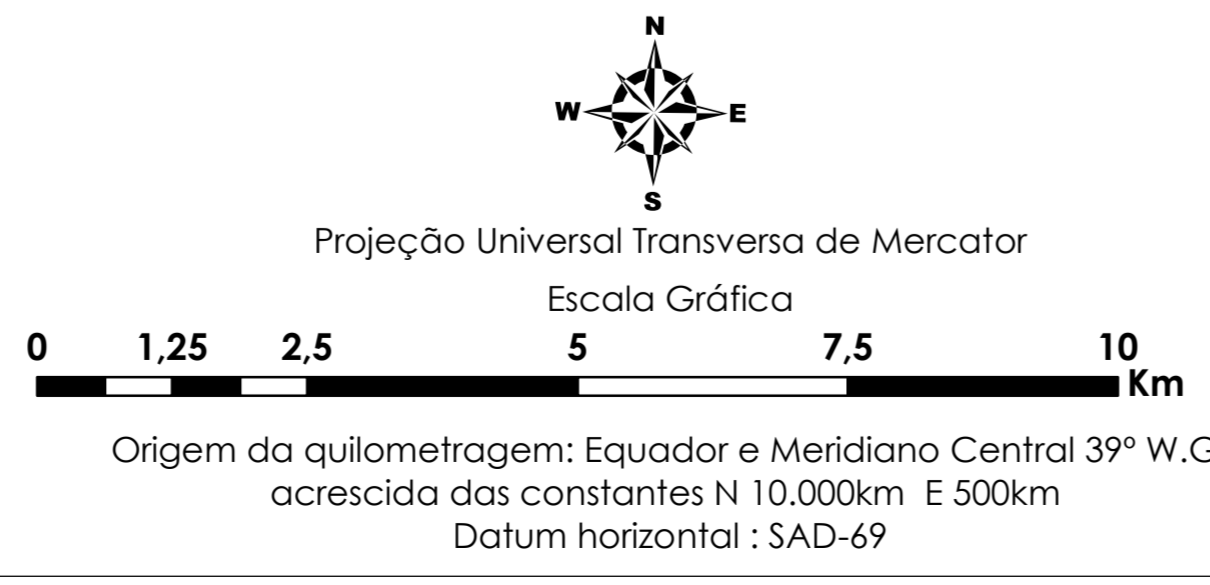 N
W E
S
Projeção Universal Transversa de Mercator
Escala Gráfica
0 1,25 2,5 5 7,5 10
Km
Origem da quilometragem: Equador e Meridiano Central 39º W.G
acrescida das constantes N 10.000km E 500km
Datum horizontal : SAD-69